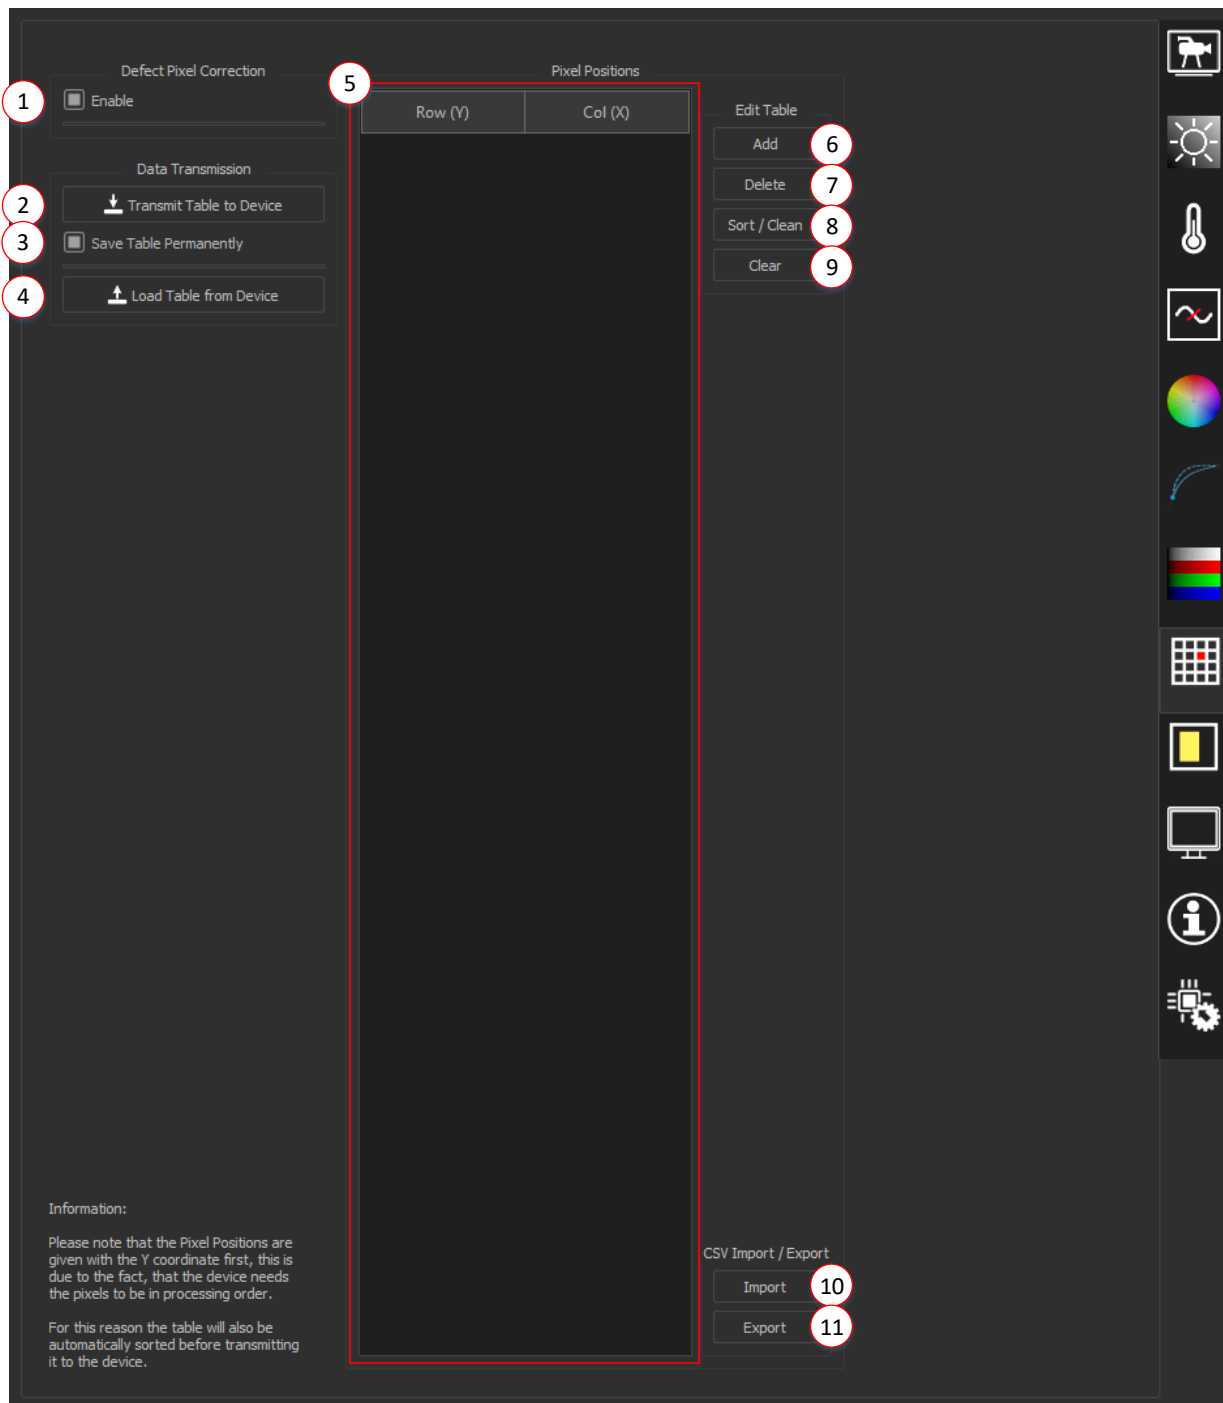 Defect Pixel Correction
1
Enable
Data Transmission
2
Transmit Table to Device
3
Save Table Permanently
4
Load Table from Device
Pixel Positions
5
Row (Y)
Col (X)
Edit Table
Add
6
Delete
7
Sort / Clean
8
Clear
9
CSV Import / Export
Import
10
Export
11
Information:
Please note that the Pixel Positions are
given with the Y coordinate first, this is
due to the fact, that the device needs
the pixels to be in processing order.
For this reason the table will also be
automatically sorted before transmitting
it to the device.